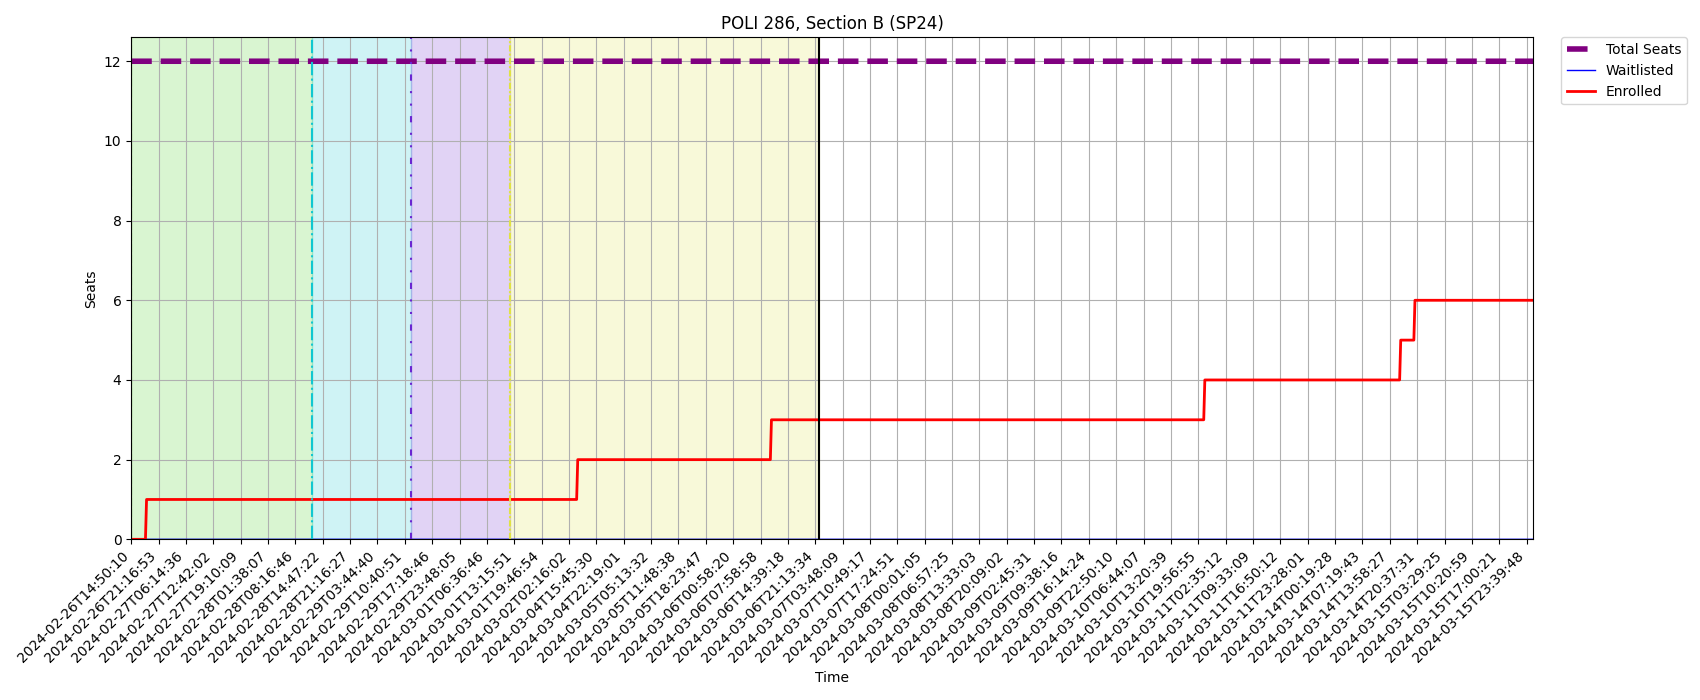 POLI 286, Section B (SP24)
Total Seats
Waitlisted
Enrolled
Seats
12
10
8
6
4
2
0
2024-02-26T14:50:10
2024-02-26T21:16:53
2024-02-27T06:14:36
2024-02-27T12:42:02
2024-02-27T19:10:09
2024-02-28T01:38:07
2024-02-28T08:16:46
2024-02-28T14:47:22
2024-02-28T21:16:27
2024-02-29T03:44:40
2024-02-29T10:40:51
2024-02-29T17:18:46
2024-02-29T23:48:05
2024-03-01T06:36:46
2024-03-01T13:15:51
2024-03-01T19:46:54
2024-03-02T02:16:02
2024-03-04T15:45:30
2024-03-04T22:19:01
2024-03-05T05:13:32
2024-03-05T11:48:38
2024-03-05T18:23:47
2024-03-06T00:58:20
2024-03-06T07:58:58
2024-03-06T14:39:18
2024-03-06T21:13:34
2024-03-07T03:48:09
2024-03-07T10:49:17
2024-03-07T17:24:51
2024-03-08T00:01:05
2024-03-08T06:57:25
2024-03-08T13:33:03
2024-03-08T20:09:02
2024-03-09T02:45:31
2024-03-09T09:38:16
2024-03-09T16:14:24
2024-03-09T22:50:10
2024-03-10T06:44:07
2024-03-10T13:20:39
2024-03-10T19:56:55
2024-03-11T02:35:12
2024-03-11T09:33:09
2024-03-11T16:50:12
2024-03-11T23:28:01
2024-03-14T00:19:28
2024-03-14T07:19:43
2024-03-14T13:58:27
2024-03-14T20:37:31
2024-03-15T03:29:25
2024-03-15T10:20:59
2024-03-15T17:00:21
2024-03-15T23:39:48
Time